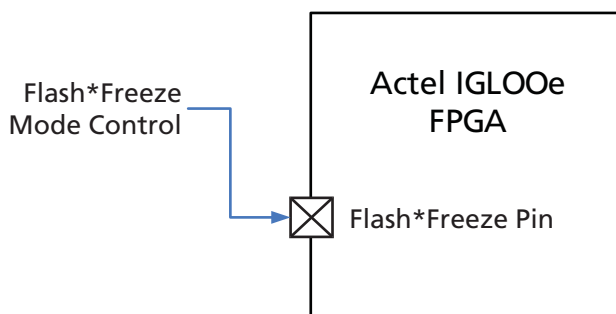 Actel IGLOOe
FPGA
Flash*Freeze
Mode Control
Flash*Freeze Pin